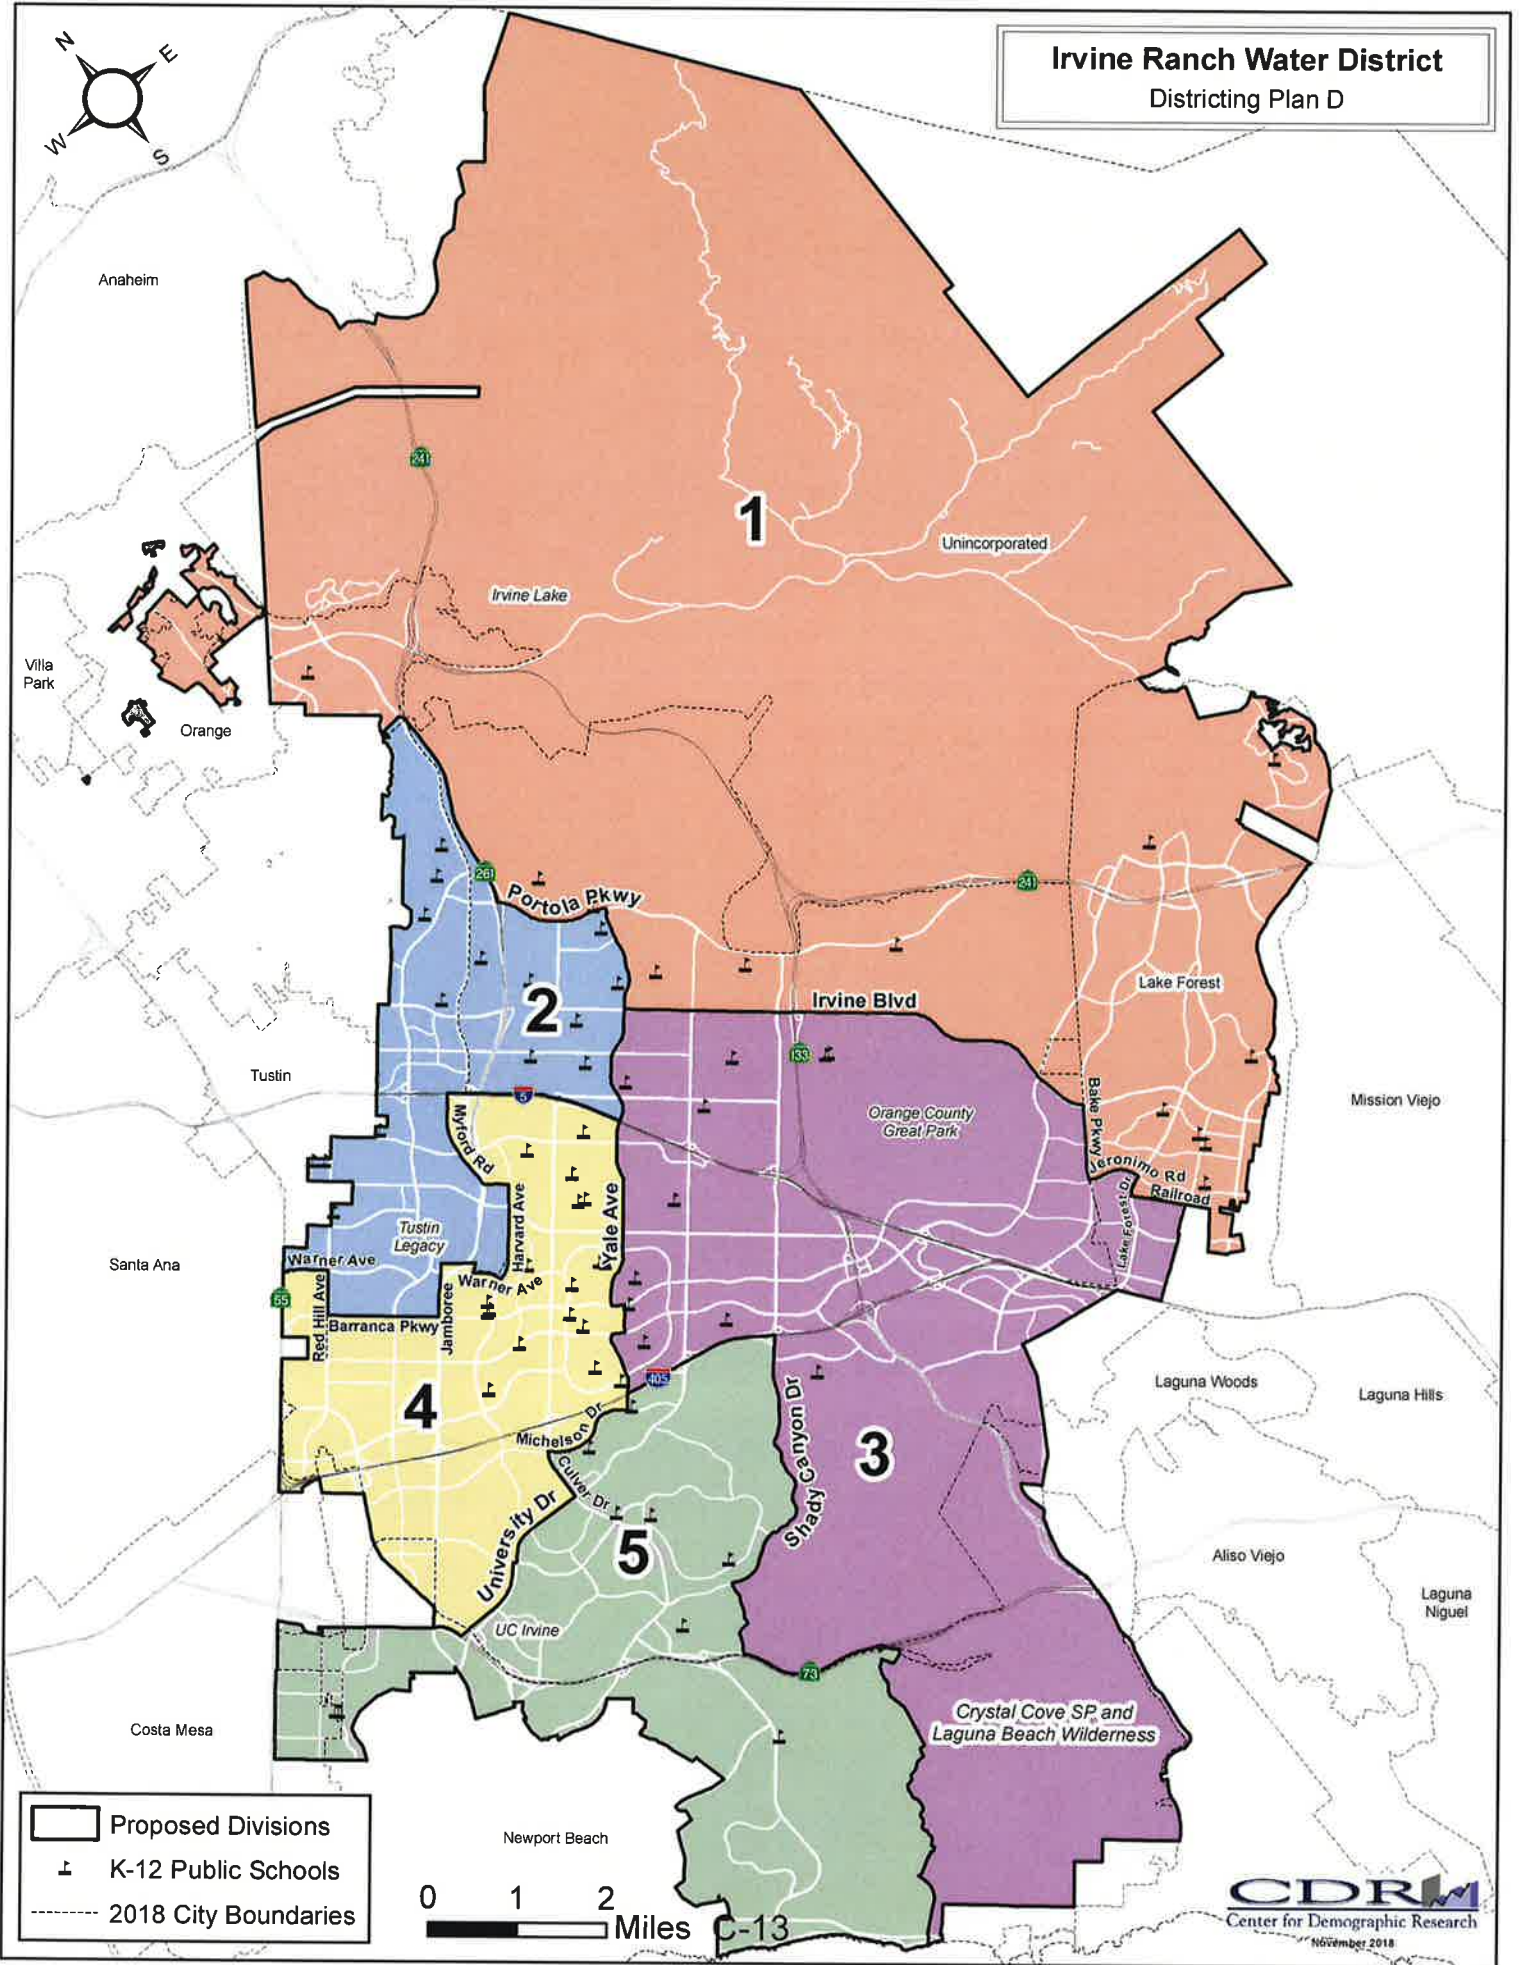 Irvine Ranch Water District
Districting Plan D
N
E
W
S
Anaheim
241
1
Unincorporated
Irvine Lake
Villa
Park
Orange
261
Portola Pkwy
241
Lake Forest
2
Irvine Blvd
133
Tustin
5
Orange County
Great Park
Bake Pkwy
Mission Viejo
Myford Rd
Jeronimo Rd
Railroad
Lake Forest Dr
Harvard Ave
Yale Ave
Tustin
Legacy
Santa Ana
Warner Ave
Warner Ave
55
Red Hill Ave
Barranca Pkwy
Jamboree
405
Laguna Woods
Laguna Hills
4
Michelson Dr
Shady Canyon Dr
3
Culver Dr
University Dr
5
Aliso Viejo
Laguna
Niguel
UC Irvine
73
Costa Mesa
Crystal Cove SP and
Laguna Beach Wilderness
Proposed Divisions
K-12 Public Schools
2018 City Boundaries
Newport Beach
0 1 2
Miles
C-13
CDR
Center for Demographic Research
November 2018